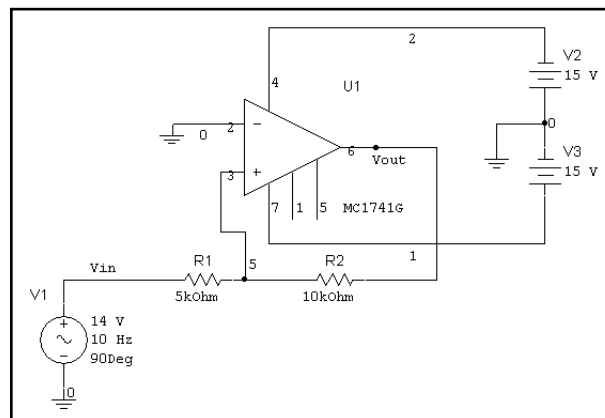 2
V2
15 V
4
U1
0
2
-
0
6
Vout
V3
15 V
3
+
7
1
5
MC1741G
1
Vin
R1
5
R2
5kOhm
10kOhm
V1
+
14 V
10 Hz
-
90Deg
0